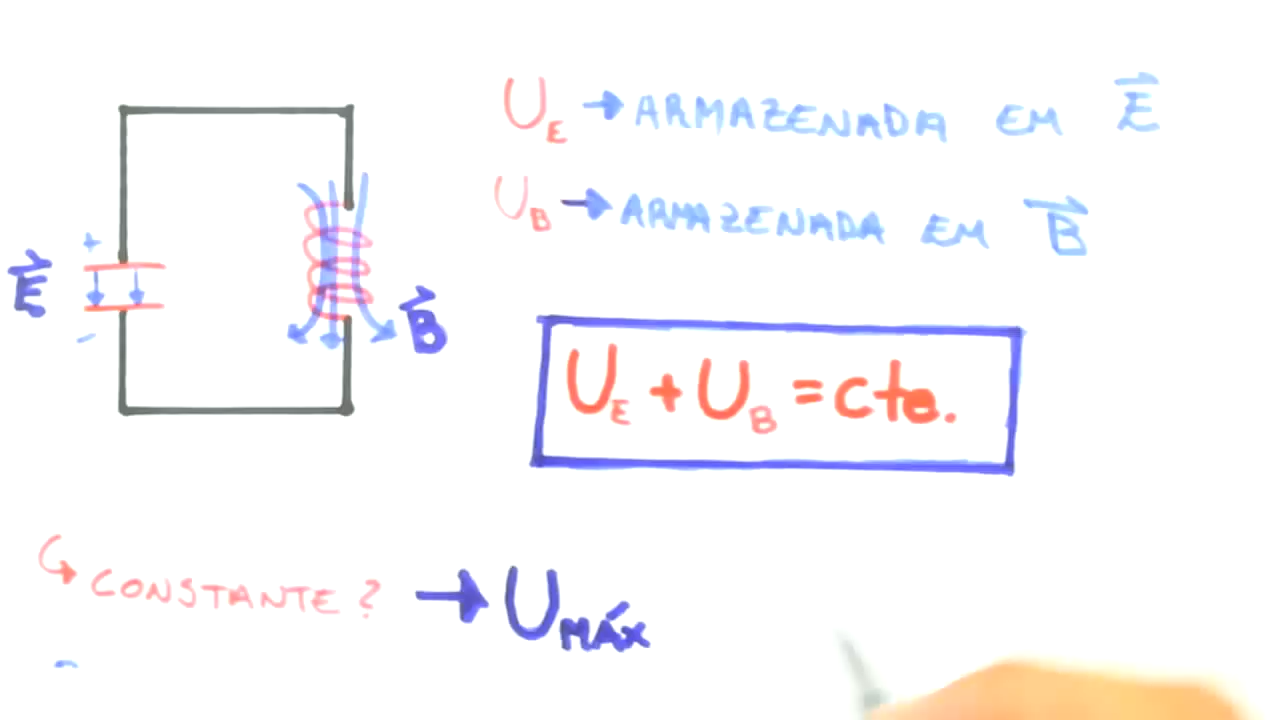 U_E → ARMAZENADA EM E⃗
U_B → ARMAZENADA EM B⃗
+
E⃗
-
B⃗
U_E + U_B = cte.
↳ CONSTANTE? → U_MÁX